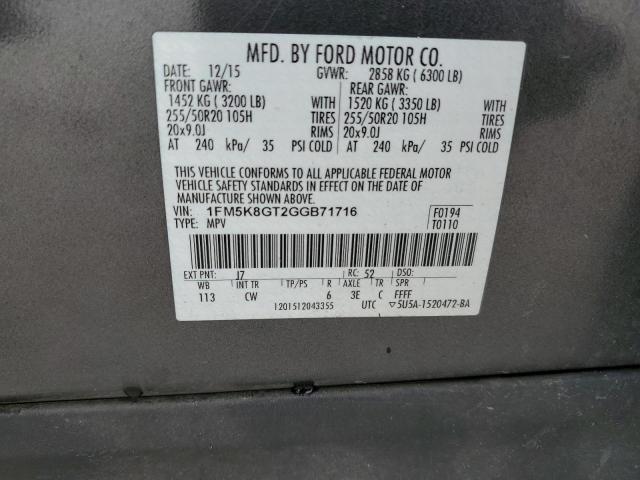 MFD. BY FORD MOTOR CO.
DATE: 12/15 GVWR: 2858 KG ( 6300 LB)
FRONT GAWR: REAR GAWR:
1452 KG ( 3200 LB) WITH 1520 KG ( 3350 LB) WITH
255/50R20 105H TIRES 255/50R20 105H TIRES
20x9.0J RIMS 20x9.0J RIMS
AT 240 kPa/ 35 PSI COLD AT 240 kPa/ 35 PSI COLD
THIS VEHICLE CONFORMS TO ALL APPLICABLE FEDERAL MOTOR
VEHICLE SAFETY STANDARDS IN EFFECT ON THE DATE OF
MANUFACTURE SHOWN ABOVE.
VIN: 1FM5K8GT2GGB71716 F0194
TYPE: MPV T0110
EXT PNT: J7 RC: 52 DSO:
WB INT TR TP/PS R AXLE TR SPR
113 CW 6 3E C FFFF
1201512043355 UTC ▽5U5A-1520472-BA